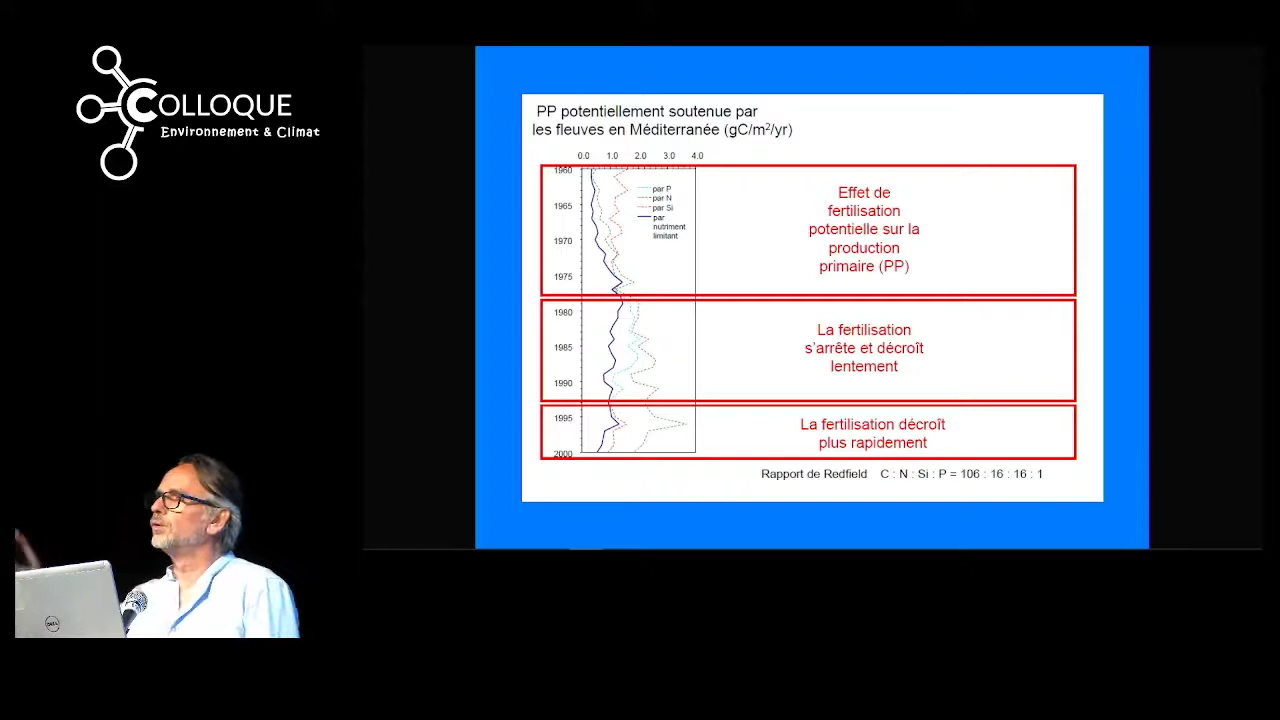 COLLOQUE
Environnement & Climat
PP potentiellement soutenue par
les fleuves en Méditerranée (gC/m²/yr)
0.0 1.0 2.0 3.0 4.0
1960
1965
1970
1975
1980
1985
1990
1995
2000
par P
par N
par Si
par
nutriment
limitant
Effet de
fertilisation
potentielle sur la
production
primaire (PP)
La fertilisation
s'arrête et décroît
lentement
La fertilisation décroît
plus rapidement
Rapport de Redfield C : N : Si : P = 106 : 16 : 16 : 1
DELL